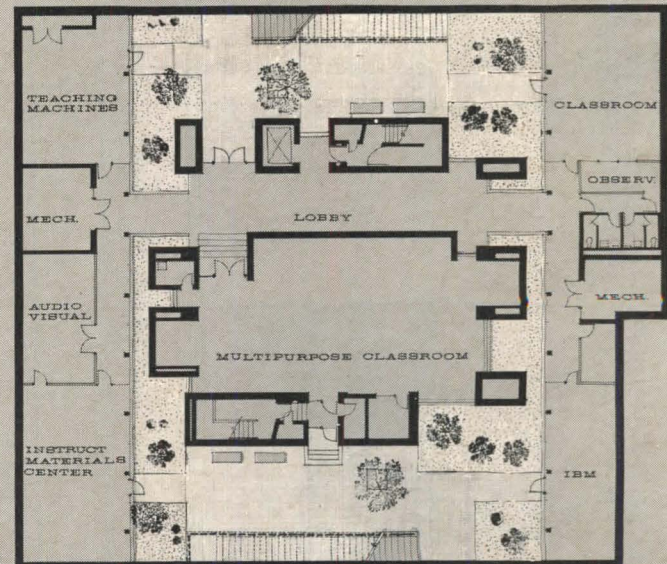 TEACHING
MACHINES
CLASSROOM
OBSERV.
MECH.
LOBBY
MECH.
AUDIO
VISUAL
MULTIPURPOSE CLASSROOM
INSTRUCT
MATERIALS
CENTER
IBM